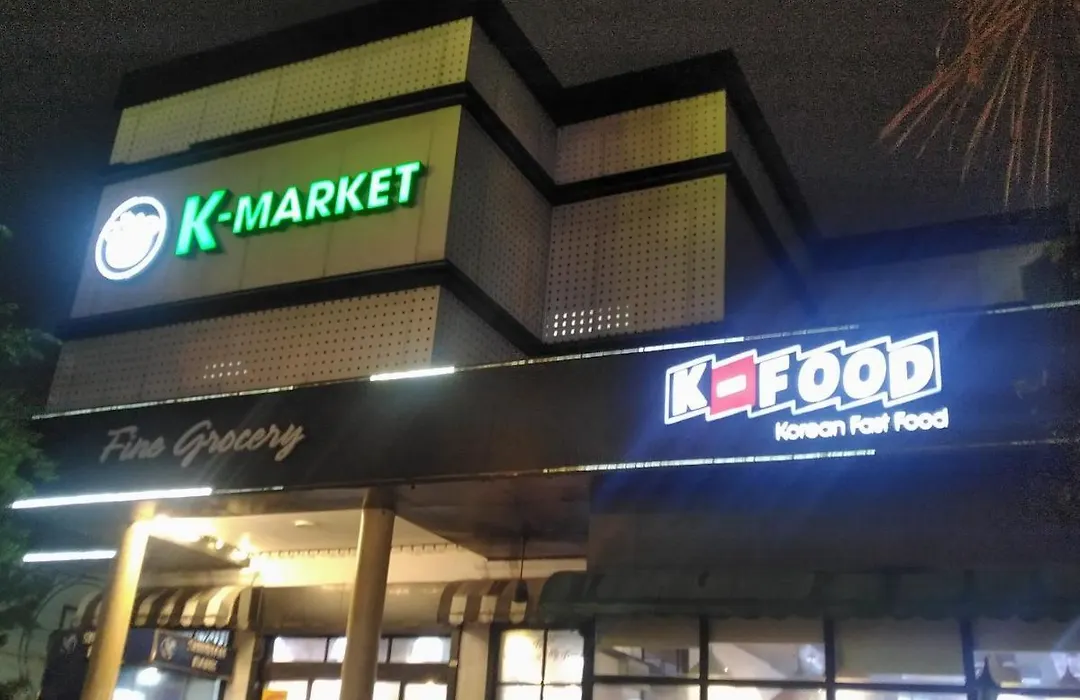 K-MARKET
K-FOOD
Korean Fast Food
Fine Grocery